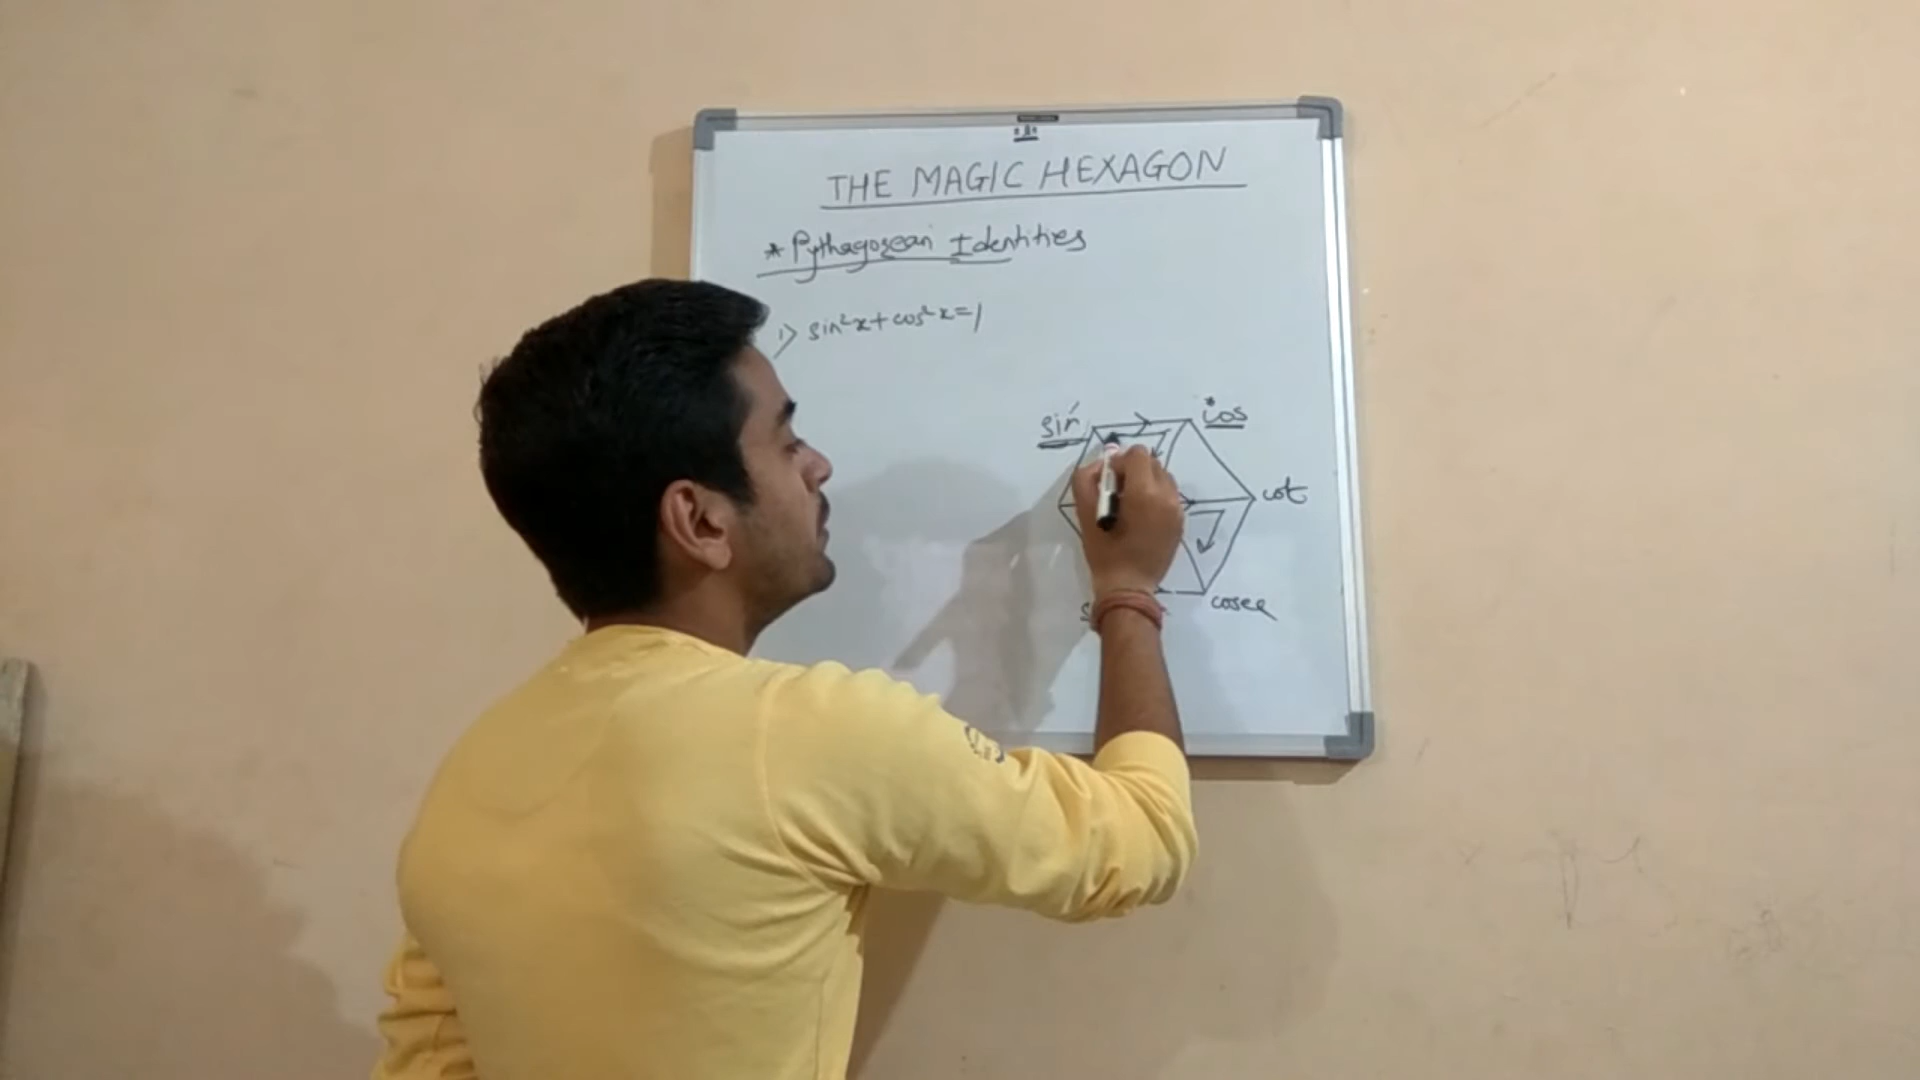 THE MAGIC HEXAGON
* Pythagorean Identities
1) sin²x + cos²x = 1
sin cos
cot
cosec